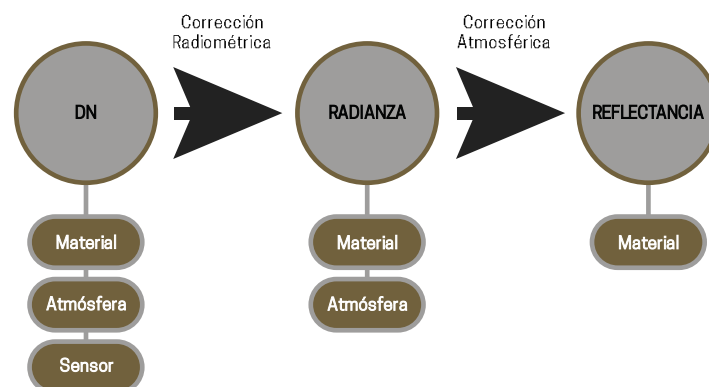 Corrección
Radiométrica
Corrección
Atmosférica
DN
RADIANZA
REFLECTANCIA
Material
Material
Material
Atmósfera
Atmósfera
Sensor